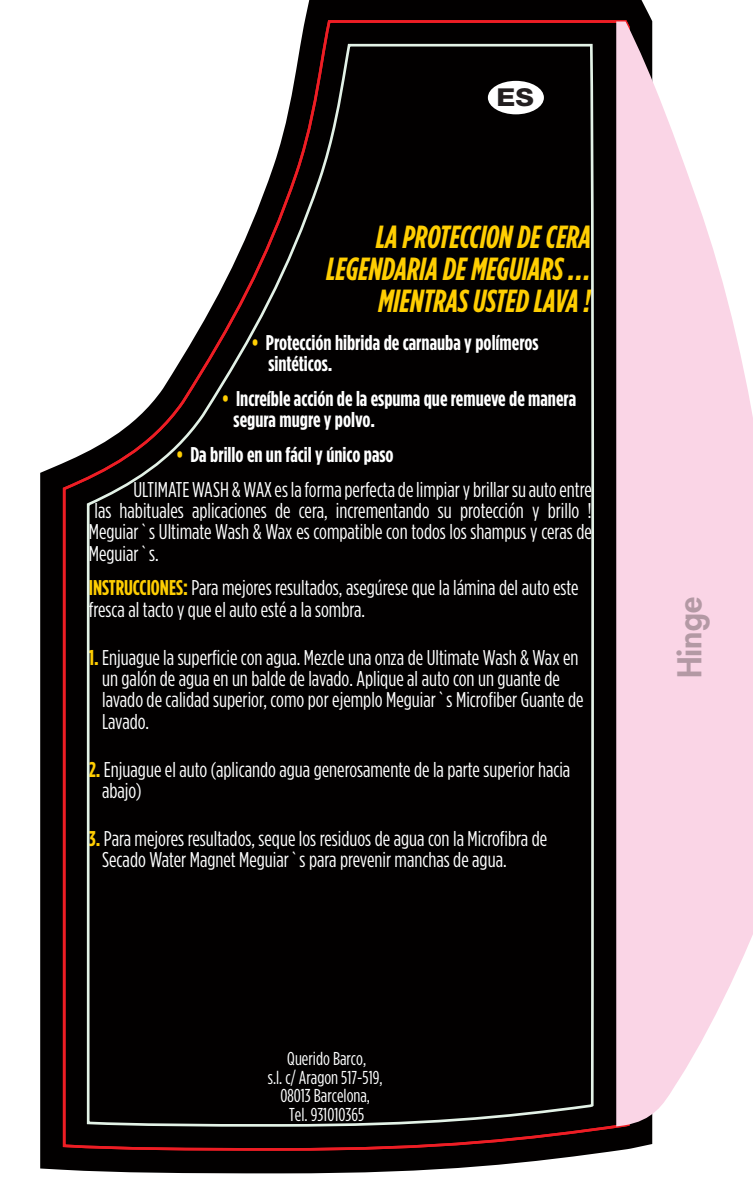 ES
LA PROTECCION DE CERA
LEGENDARIA DE MEGUIARS ...
MIENTRAS USTED LAVA !
• Protección hibrida de carnauba y polímeros
sintéticos.
• Increíble acción de la espuma que remueve de manera
segura mugre y polvo.
• Da brillo en un fácil y único paso
ULTIMATE WASH & WAX es la forma perfecta de limpiar y brillar su auto entre
las habituales aplicaciones de cera, incrementando su protección y brillo !
Meguiar`s Ultimate Wash & Wax es compatible con todos los shampus y ceras de
Meguiar`s.
INSTRUCCIONES: Para mejores resultados, asegúrese que la lámina del auto este
fresca al tacto y que el auto esté a la sombra.
1. Enjuague la superficie con agua. Mezcle una onza de Ultimate Wash & Wax en
un galón de agua en un balde de lavado. Aplique al auto con un guante de
lavado de calidad superior, como por ejemplo Meguiar`s Microfiber Guante de
Lavado.
2. Enjuague el auto (aplicando agua generosamente de la parte superior hacia
abajo)
3. Para mejores resultados, seque los residuos de agua con la Microfibra de
Secado Water Magnet Meguiar`s para prevenir manchas de agua.
Querido Barco,
s.l. c/ Aragon 517-519,
08013 Barcelona,
Tel. 931010365
Hinge